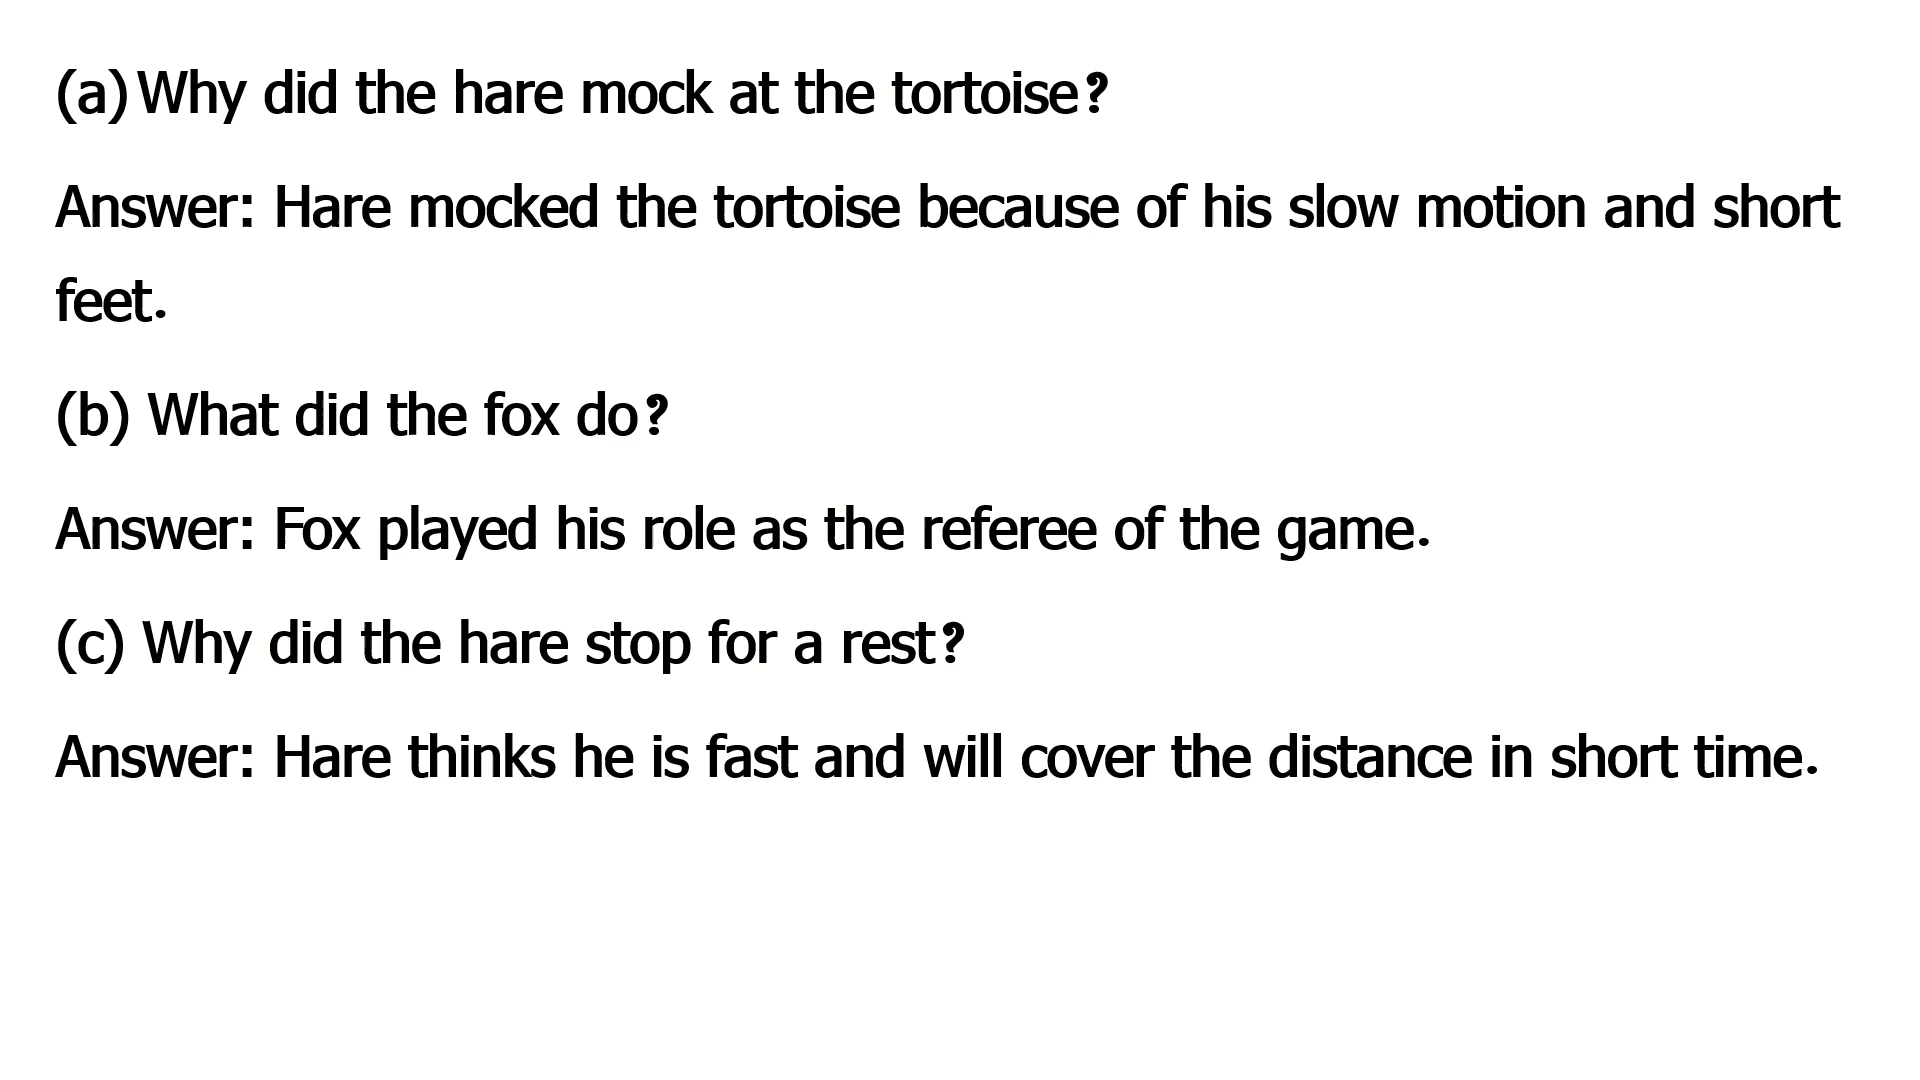 (a) Why did the hare mock at the tortoise?
Answer: Hare mocked the tortoise because of his slow motion and short
feet.
(b) What did the fox do?
Answer: Fox played his role as the referee of the game.
(c) Why did the hare stop for a rest?
Answer: Hare thinks he is fast and will cover the distance in short time.